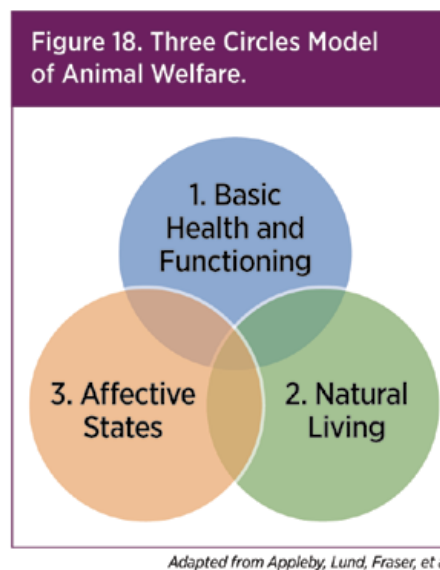 Figure 18. Three Circles Model
of Animal Welfare.
1. Basic
Health and
Functioning
3. Affective
States
2. Natural
Living
Adapted from Appleby, Lund, Fraser, et